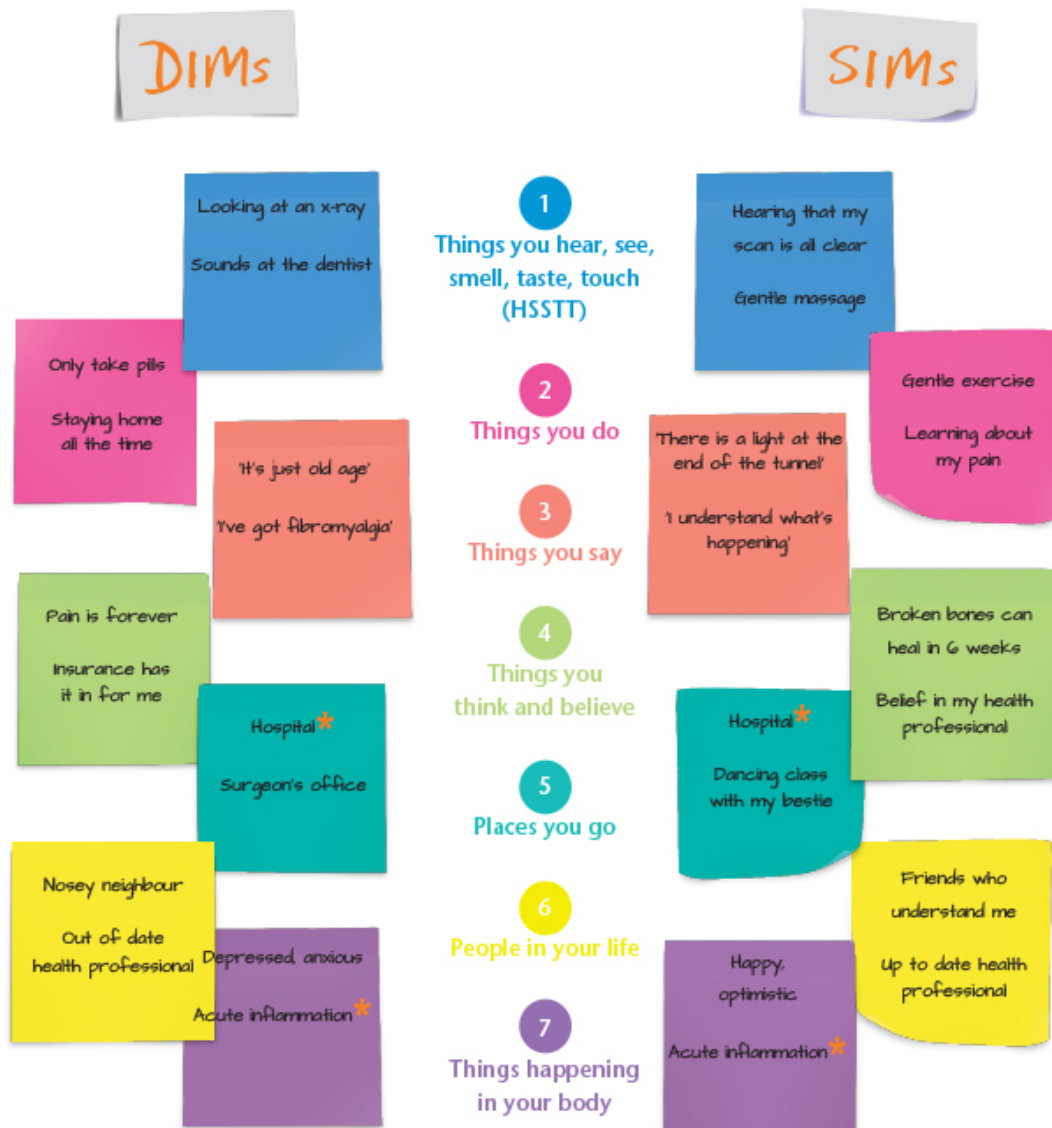 DIMs
SIMs
Looking at an x-ray
Sounds at the dentist
1
Things you hear, see,
smell, taste, touch
(HSSTT)
Hearing that my
scan is all clear
Gentle massage
Only take pills
Staying home
all the time
2
Things you do
Gentle exercise
Learning about
my pain
'It's just old age'
'I've got fibromyalgia'
3
Things you say
'There is a light at the
end of the tunnel'
'I understand what's
happening'
Pain is forever
Insurance has
it in for me
4
Things you
think and believe
Broken bones can
heal in 6 weeks
Belief in my health
professional
Hospital*
Surgeon's office
5
Places you go
Hospital*
Dancing class
with my bestie
Nosey neighbour
Out of date
health professional
6
People in your life
Friends who
understand me
Up to date health
professional
Depressed, anxious
Acute inflammation*
7
Things happening
in your body
Happy,
optimistic
Acute inflammation*